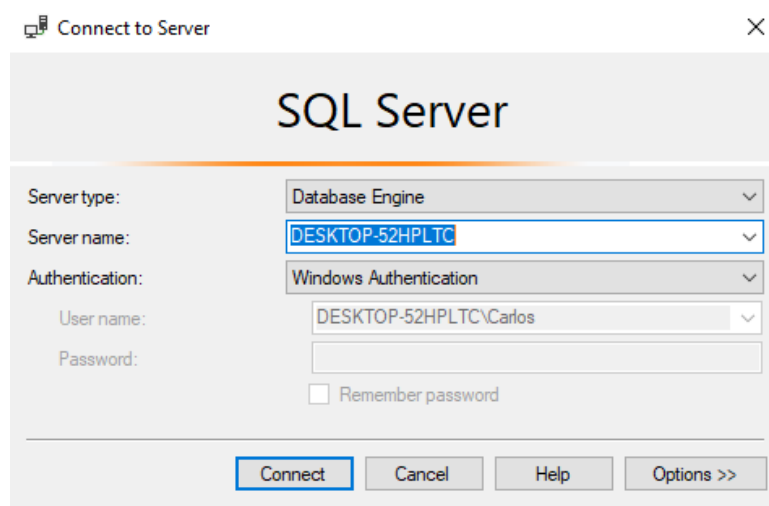 Connect to Server
SQL Server
Server type: Database Engine
Server name: DESKTOP-52HPLTC
Authentication: Windows Authentication
User name: DESKTOP-52HPLTC\Carlos
Password:
Remember password
Connect Cancel Help Options >>